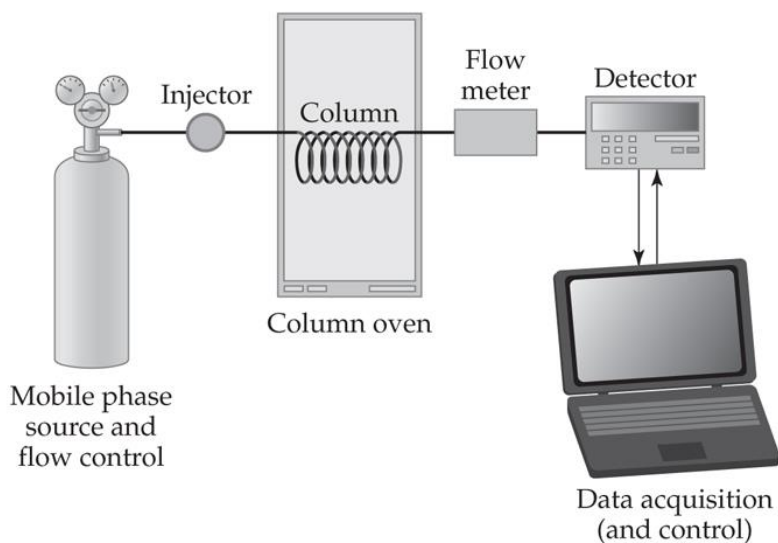 Injector
Column
Flow
meter
Detector
Column oven
Mobile phase
source and
flow control
Data acquisition
(and control)